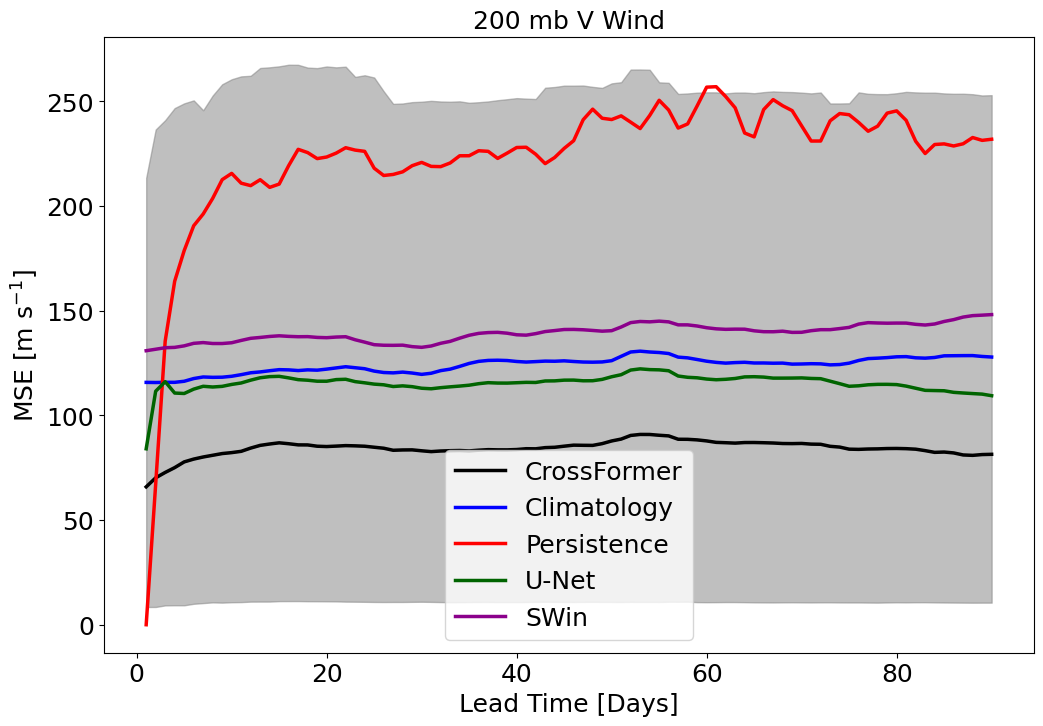 200 mb V Wind
MSE [m s⁻¹]
250
200
150
100
50
0
0 20 40 60 80
Lead Time [Days]
CrossFormer
Climatology
Persistence
U-Net
SWin